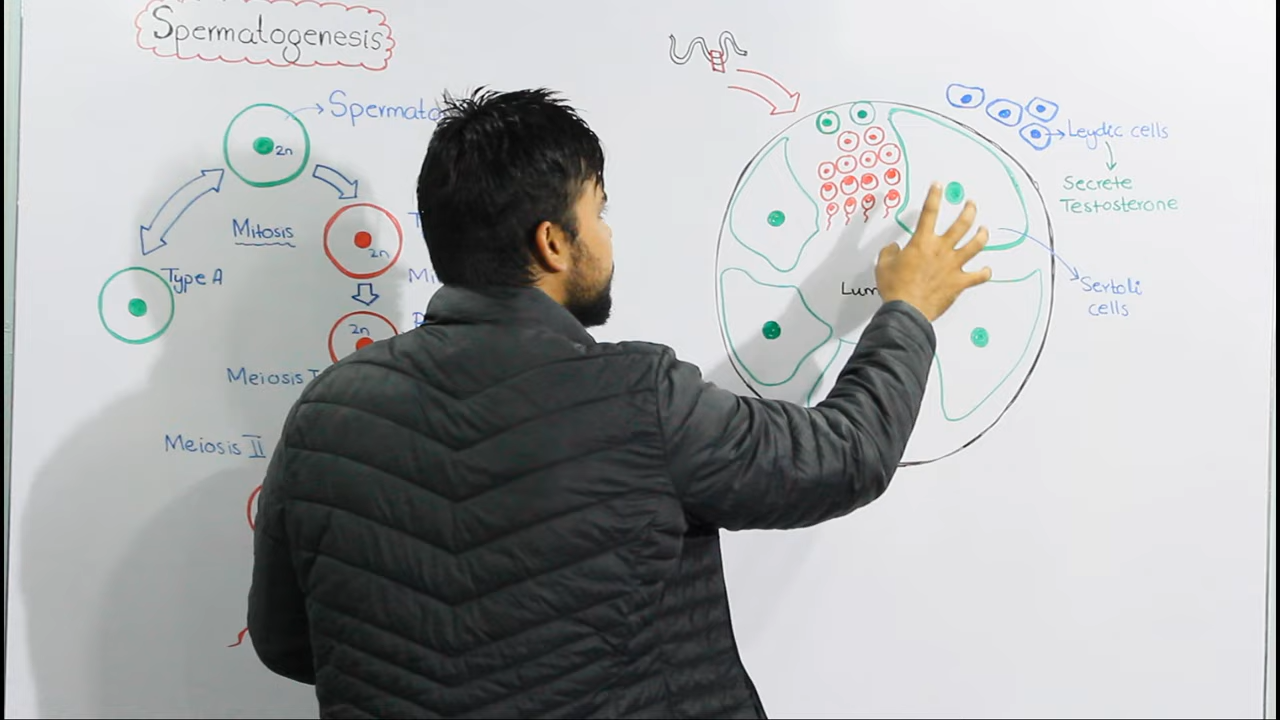 Spermatogenesis
2n
Mitosis
2n
Type A
2n
Meiosis
Meiosis II
Leydic cells
Secrete
Testosterone
Sertoli
cells